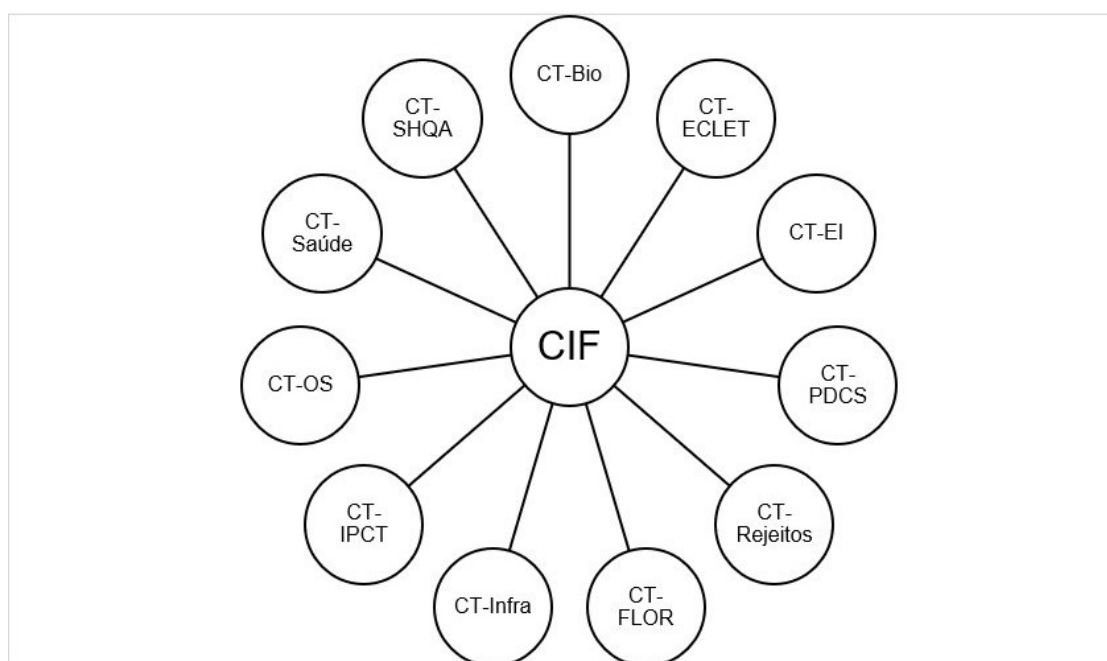 CT-Bio
CT-
ECLET
CT-EI
CT-
PDCS
CT-
Rejeitos
CT-
FLOR
CT-Infra
CT-
IPCT
CT-OS
CT-
Saúde
CT-
SHQA
CIF